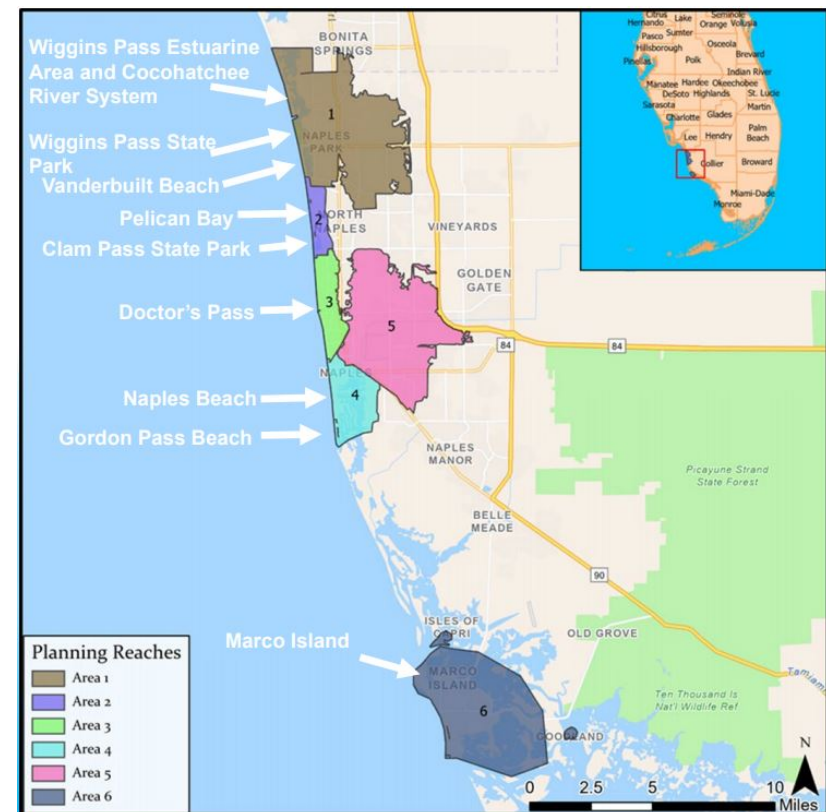 Wiggins Pass Estuarine
Area and Cocohatchee
River System
Wiggins Pass State
Park
Vanderbuilt Beach
Pelican Bay
Clam Pass State Park
Doctor's Pass
Naples Beach
Gordon Pass Beach
Marco Island
BONITA
SPRINGS
1
NAPLES
PARK
2
NORTH
NAPLES
VINEYARDS
GOLDEN
GATE
3
5
84
84
NAPLES
4
NAPLES
MANOR
Picayune Strand
State Forest
BELLE
MEADE
90
ISLES OF
CAPRI
OLD GROVE
MARCO
ISLAND
6
GOODLAND
Ten Thousand Is
Nat'l Wildlife Ref
Tamiami
Citrus
Lake
Seminole
Hernando
Orange
Volusia
Pasco
Sumter
Osceola
Hillsborough
Brevard
Pinellas
Polk
Indian River
Manatee
Hardee
Okeechobee
DeSoto
Highlands
St. Lucie
Sarasota
Martin
Charlotte
Glades
Palm
Beach
Lee
Hendry
Collier
Broward
Miami-Dade
Monroe
Planning Reaches
Area 1
Area 2
Area 3
Area 4
Area 5
Area 6
N
0 2.5 5 10
Miles